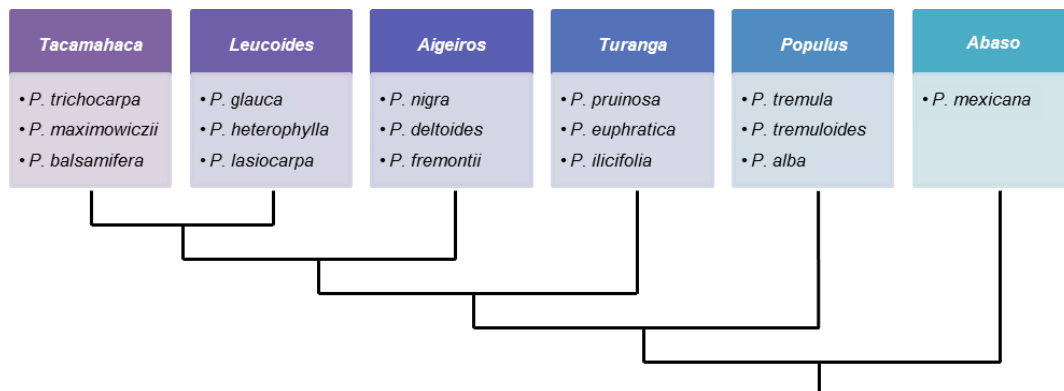 Tacamahaca
• P. trichocarpa
• P. maximowiczii
• P. balsamifera
Leucoides
• P. glauca
• P. heterophylla
• P. lasiocarpa
Aigeiros
• P. nigra
• P. deltoides
• P. fremontii
Turanga
• P. pruinosa
• P. euphratica
• P. ilicifolia
Populus
• P. tremula
• P. tremuloides
• P. alba
Abaso
• P. mexicana